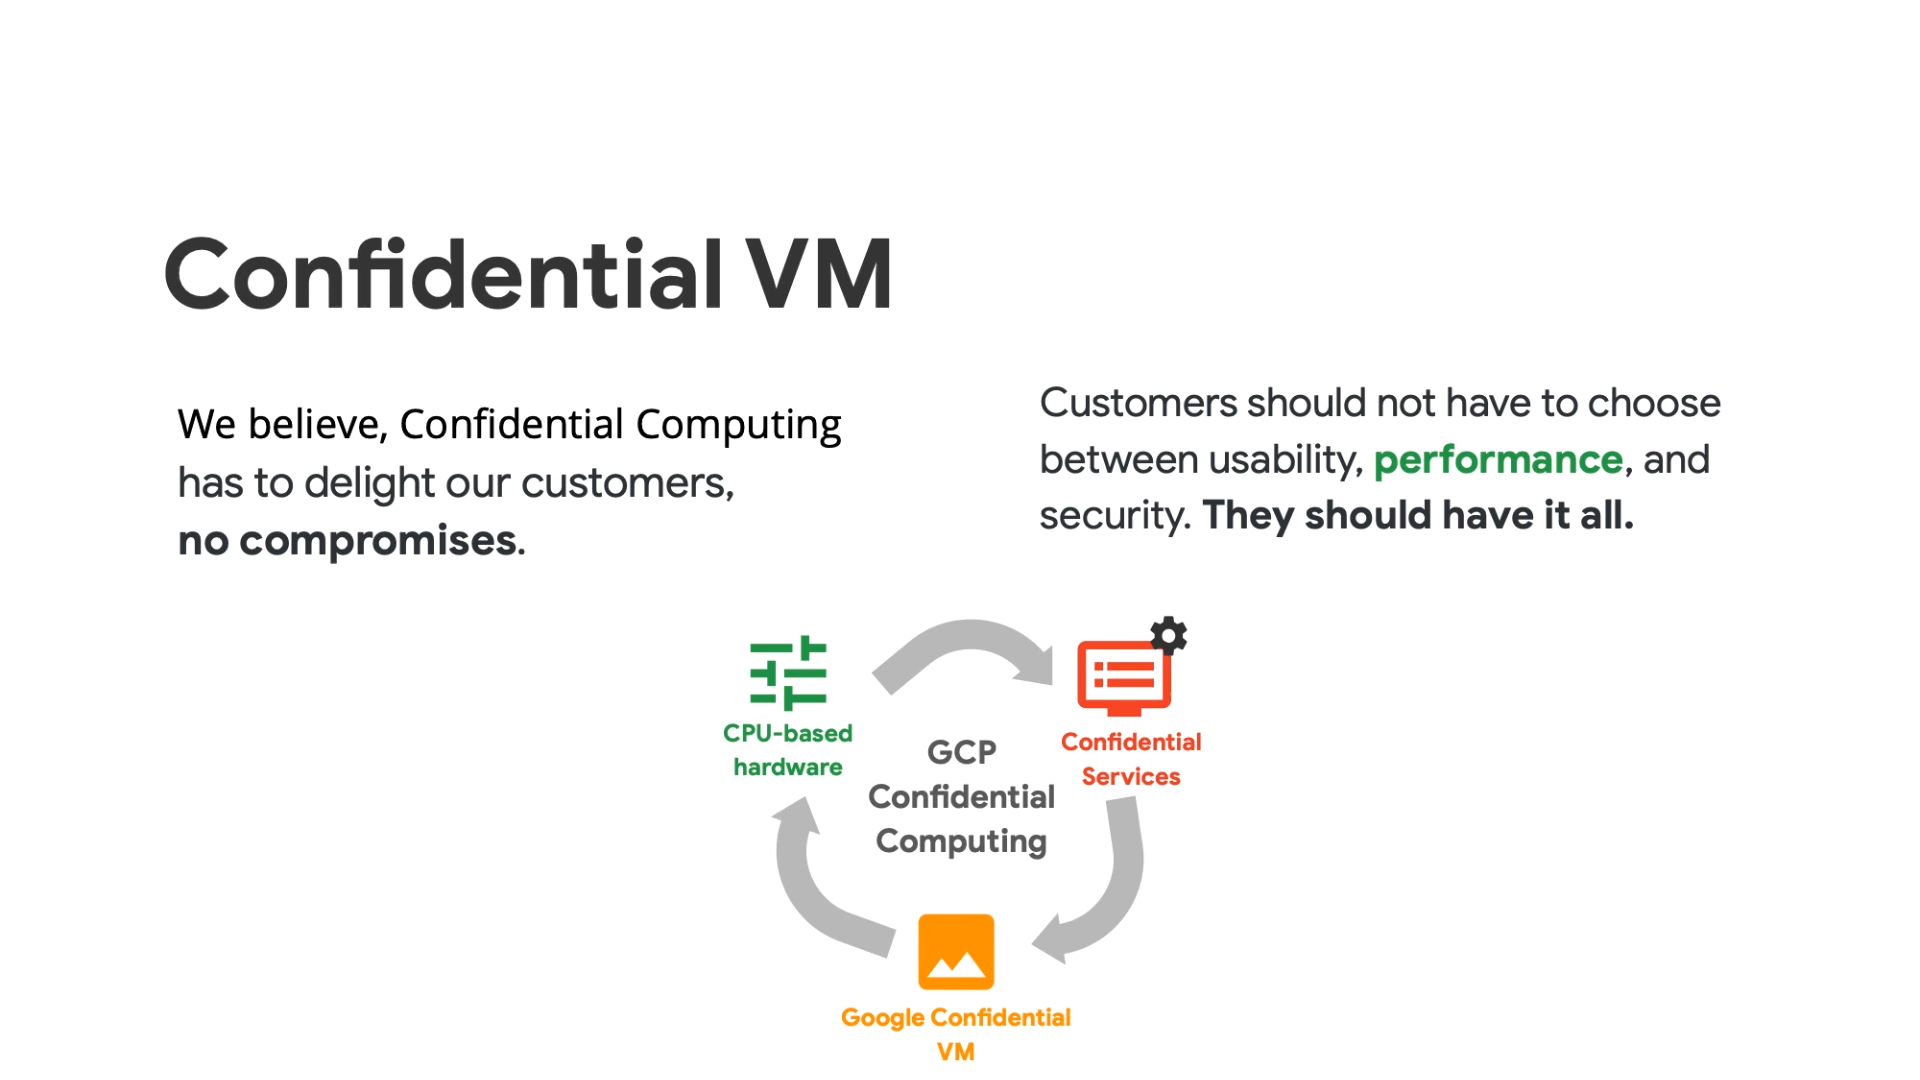 Confidential VM
We believe, Confidential Computing
has to delight our customers,
no compromises.
Customers should not have to choose
between usability, performance, and
security. They should have it all.
CPU-based
hardware
GCP
Confidential
Computing
Confidential
Services
Google Confidential
VM